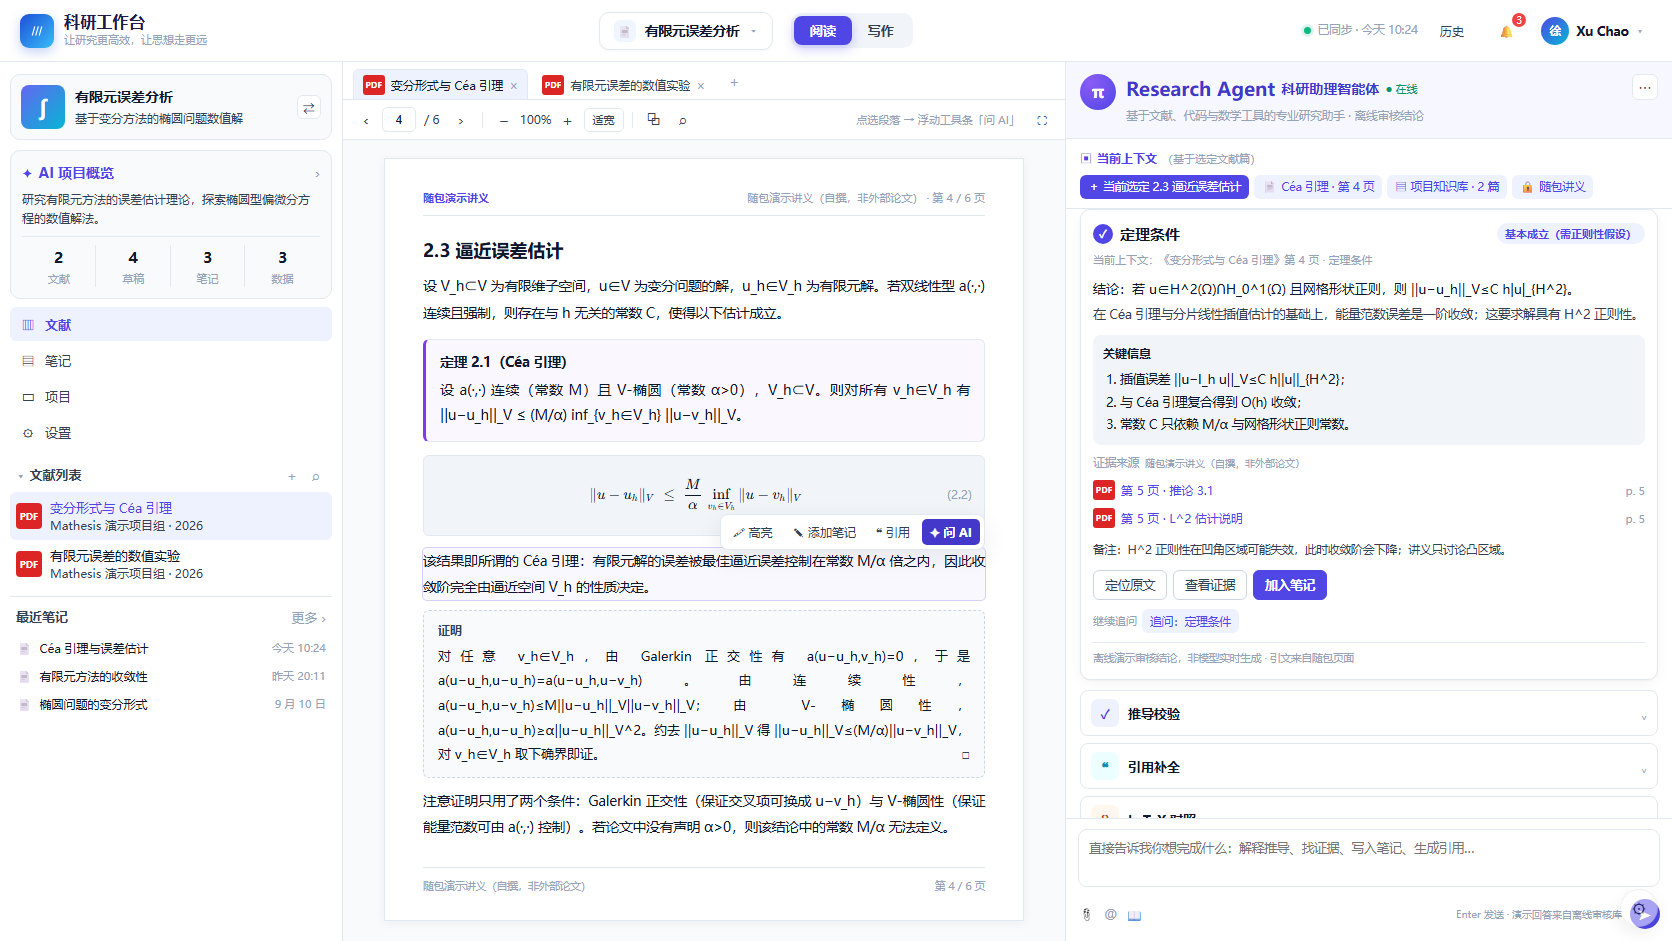 科研工作台
让研究更高效，让思想走更远
有限元误差分析
阅读
写作
已同步 · 今天 10:24
历史
3
徐
Xu Chao
∫
有限元误差分析
基于变分方法的椭圆问题数值解
✦ AI 项目概览
研究有限元方法的误差估计理论，探索椭圆型偏微分方
程的数值解法。
2
4
3
3
文献
草稿
笔记
数据
文献
笔记
项目
设置
文献列表
+
PDF
变分形式与 Céa 引理
Mathesis 演示项目组 · 2026
PDF
有限元误差的数值实验
Mathesis 演示项目组 · 2026
最近笔记
更多 ›
Céa 引理与误差估计
今天 10:24
有限元方法的收敛性
昨天 20:11
椭圆问题的变分形式
9 月 10 日
PDF 变分形式与 Céa 引理 ×
PDF 有限元误差的数值实验 ×
+
‹ 4 / 6 ›
− 100% +
适宽
点选段落 → 浮动工具条「问 AI」
随包演示讲义
随包演示讲义（自撰，非外部论文） · 第 4 / 6 页
2.3 逼近误差估计
设 V_h⊂V 为有限维子空间，u∈V 为变分问题的解，u_h∈V_h 为有限元解。若双线性型 a(·,·)
连续且强制，则存在与 h 无关的常数 C，使得以下估计成立。
定理 2.1（Céa 引理）
设 a(·,·) 连续（常数 M）且 V-椭圆（常数 α>0），V_h⊂V。则对所有 v_h∈V_h 有
||u−u_h||_V ≤ (M/α) inf_{v_h∈V_h} ||u−v_h||_V。
‖u − u_h‖_V ≤ M/α inf_{v_h∈V_h} ‖u − v_h‖_V (2.2)
高亮
添加笔记
❝ 引用
✦ 问 AI
该结果即所谓的 Céa 引理：有限元解的误差被最佳逼近误差控制在常数 M/α 倍之内，因此收
敛阶完全由逼近空间 V_h 的性质决定。
证明
对任意 v_h∈V_h，由 Galerkin 正交性有 a(u−u_h,v_h)=0，于是
a(u−u_h,u−u_h)=a(u−u_h,u−v_h)。由连续性，
a(u−u_h,u−v_h)≤M||u−u_h||_V||u−v_h||_V；由 V-椭圆性，
a(u−u_h,u−u_h)≥α||u−u_h||_V^2。约去 ||u−u_h||_V 得 ||u−u_h||_V≤(M/α)||u−v_h||_V，
对 v_h∈V_h 取下确界即证。 □
注意证明只用了两个条件：Galerkin 正交性（保证交叉项可换成 u−v_h）与 V-椭圆性（保证
能量范数可由 a(·,·) 控制）。若论文中没有声明 α>0，则该结论中的常数 M/α 无法定义。
随包演示讲义（自撰，非外部论文）
第 4 / 6 页
π
Research Agent 科研助理智能体 ● 在线
基于文献、代码与数学工具的专业研究助手 · 离线审核结论
···
当前上下文 （基于选定文献篇）
+ 当前选定 2.3 逼近误差估计
Céa 引理 · 第 4 页
项目知识库 · 2 篇
随包讲义
✓ 定理条件
基本成立（需正则性假设）
当前上下文：《变分形式与 Céa 引理》第 4 页 · 定理条件
结论：若 u∈H^2(Ω)∩H_0^1(Ω) 且网格形状正则，则 ||u−u_h||_V≤C h|u|_{H^2}。
在 Céa 引理与分片线性插值估计的基础上，能量范数误差是一阶收敛；这要求解具有 H^2 正则性。
关键信息
1. 插值误差 ||u−I_h u||_V≤C h||u||_{H^2}；
2. 与 Céa 引理复合得到 O(h) 收敛；
3. 常数 C 只依赖 M/α 与网格形状正则常数。
证据来源 随包演示讲义（自撰，非外部论文）
PDF 第 5 页 · 推论 3.1
p. 5
PDF 第 5 页 · L^2 估计说明
p. 5
备注：H^2 正则性在凹角区域可能失效，此时收敛阶会下降；讲义只讨论凸区域。
定位原文
查看证据
加入笔记
继续追问
追问：定理条件
离线演示审核结论，非模型实时生成 · 引文来自随包页面
✓ 推导校验
❝ 引用补全
直接告诉我你想完成什么：解释推导、找证据、写入笔记、生成引用...
@
Enter 发送 · 演示回答来自离线审核库